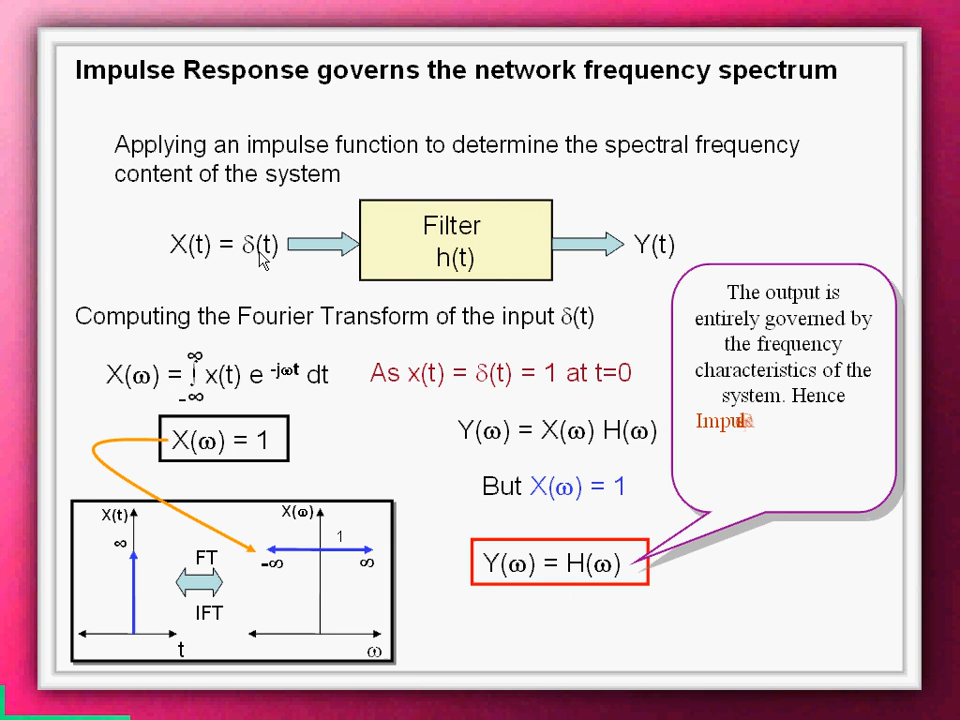 Impulse Response governs the network frequency spectrum
Applying an impulse function to determine the spectral frequency
content of the system
X(t) = δ(t)
Filter
h(t)
Y(t)
Computing the Fourier Transform of the input δ(t)
X(ω) = ∫ x(t) e -jωt dt
∞
-∞
As x(t) = δ(t) = 1 at t=0
X(ω) = 1
Y(ω) = X(ω) H(ω)
But X(ω) = 1
Y(ω) = H(ω)
The output is
entirely governed by
the frequency
characteristics of the
system. Hence
X(t)
∞
t
FT
IFT
X(ω)
1
-∞
∞
ω